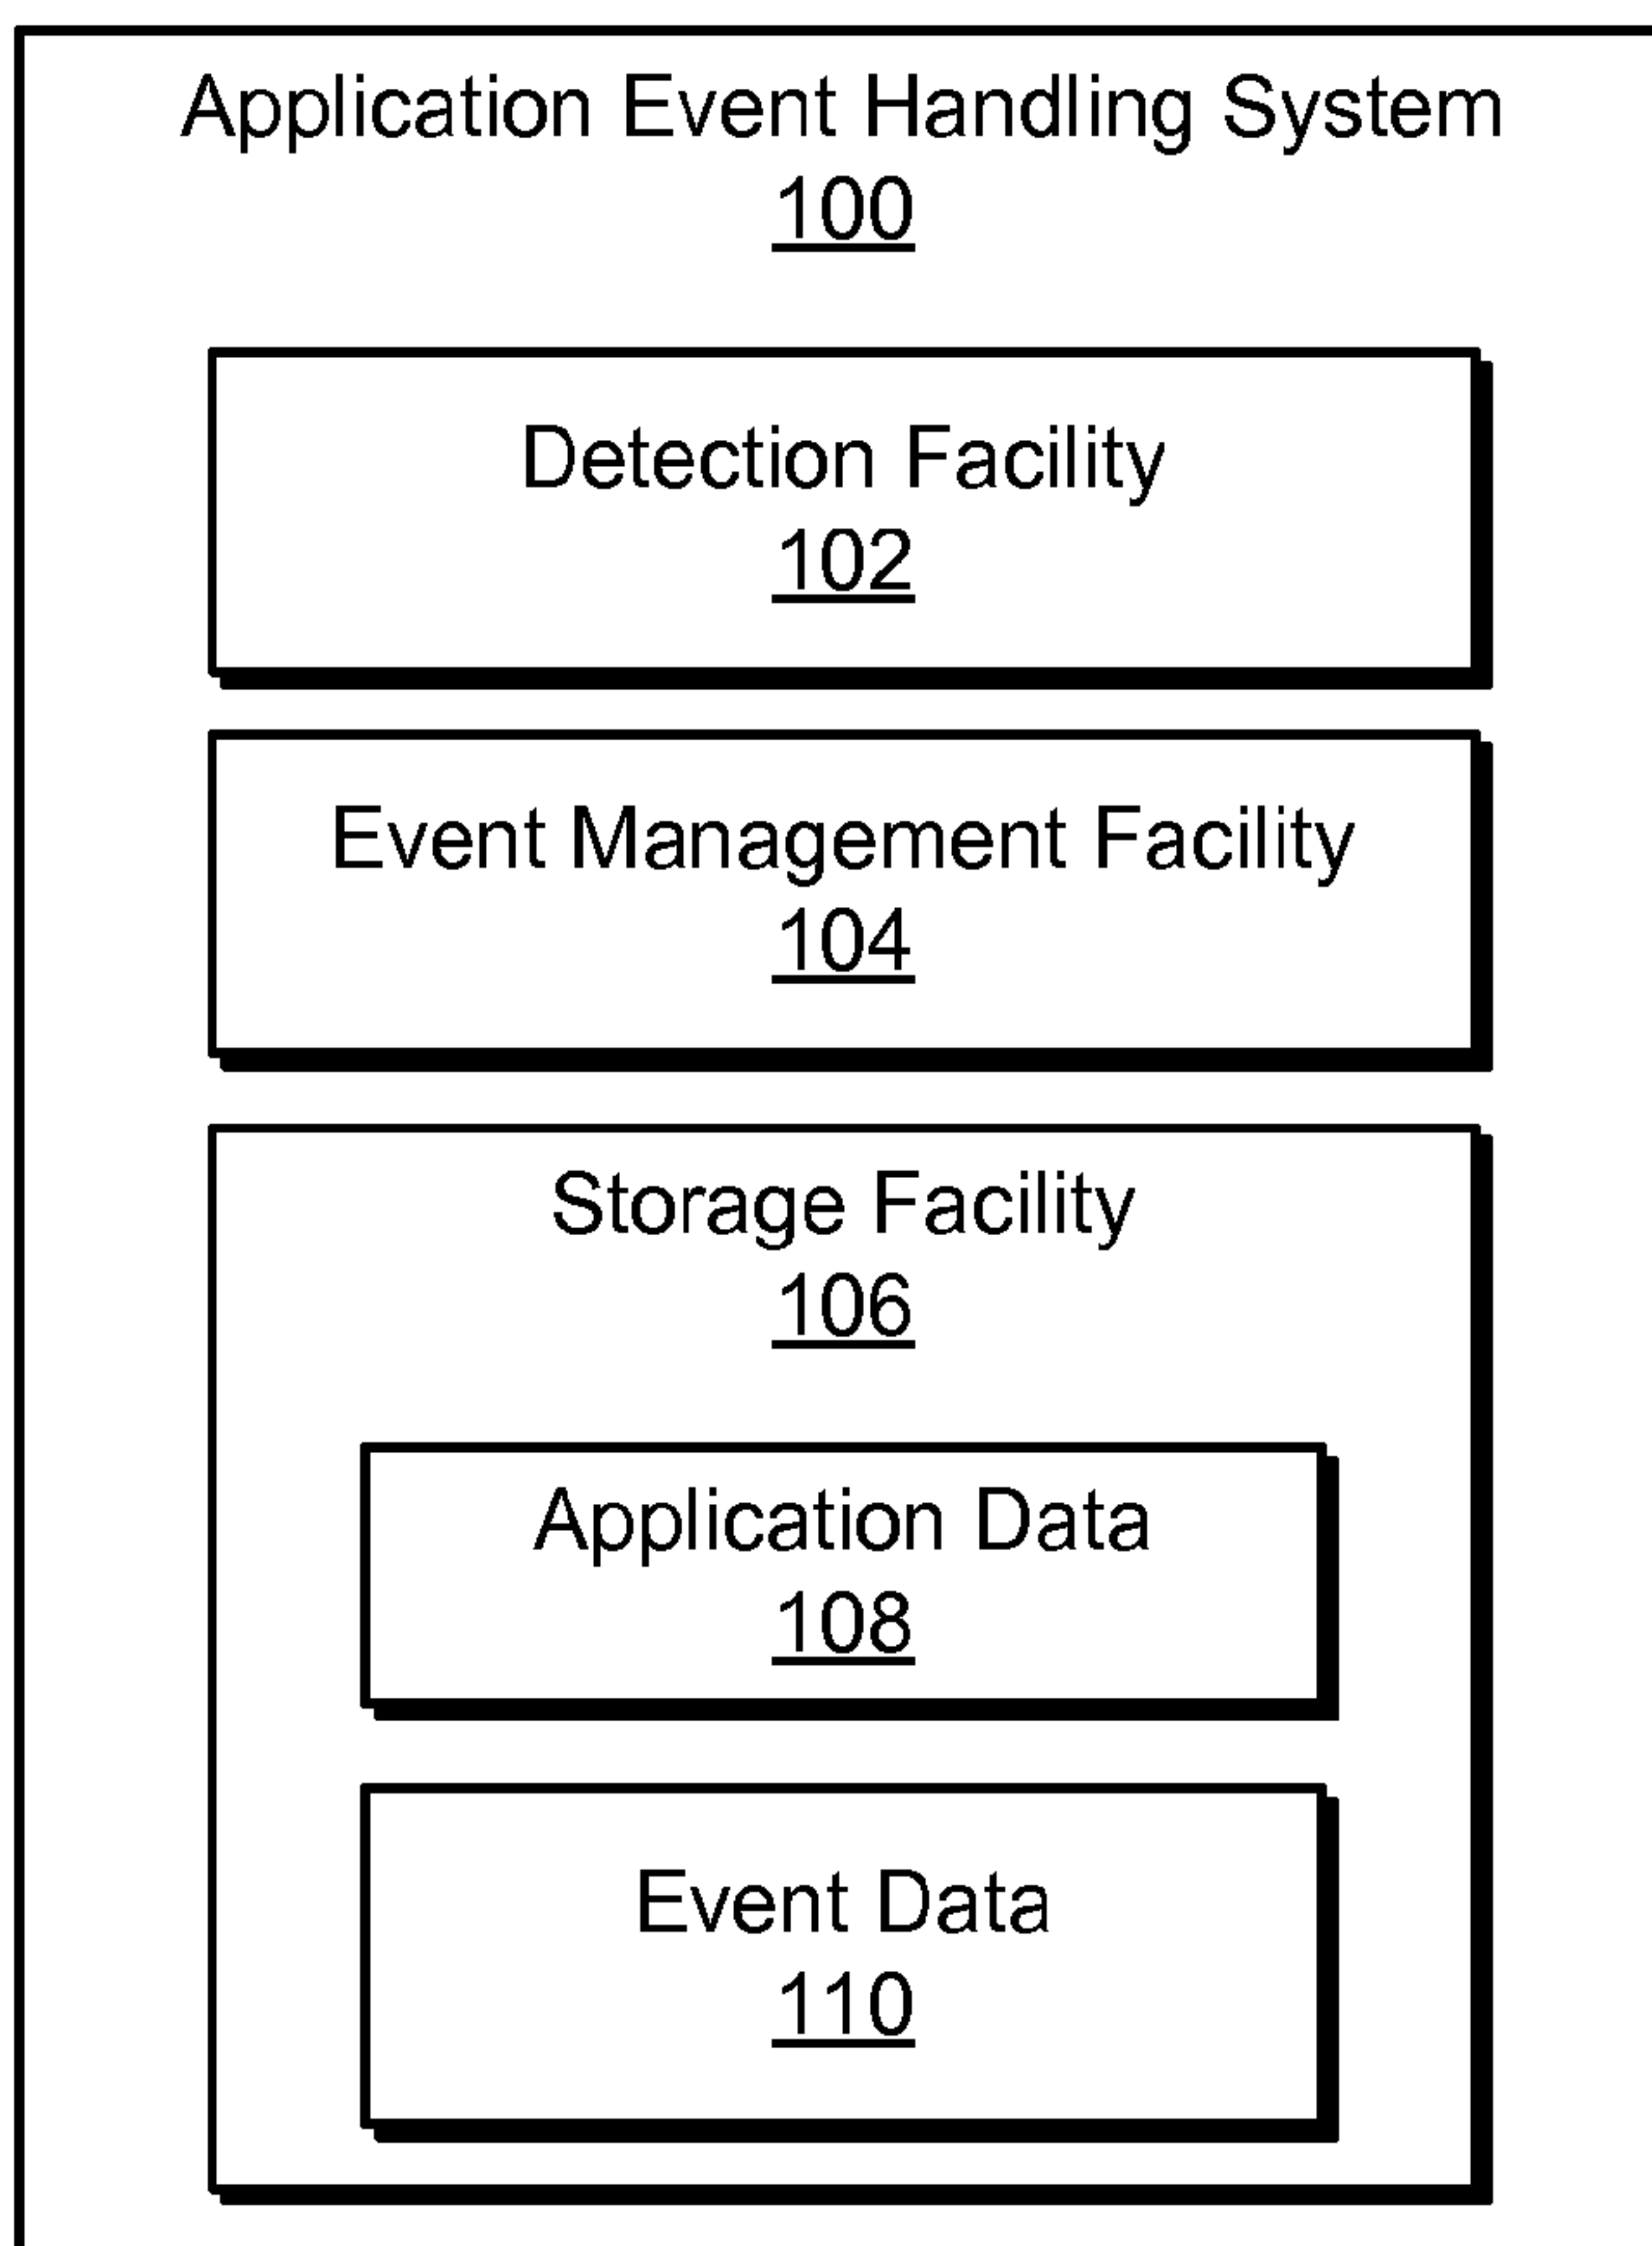 Application Event Handling System
100
Detection Facility
102
Event Management Facility
104
Storage Facility
106
Application Data
108
Event Data
110